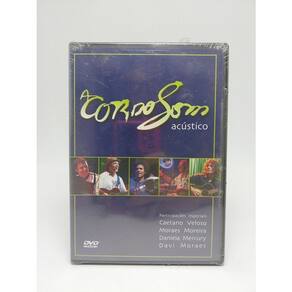 A COR DO Som
acústico
Participações especiais
Caetano Veloso
Moraes Moreira
Daniela Mercury
Davi Moraes
DVD